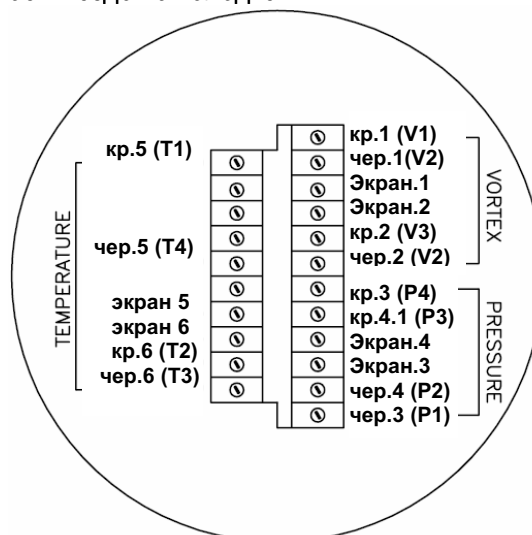 TEMPERATURE
кр.5 (T1)
чер.5 (T4)
экран 5
экран 6
кр.6 (T2)
чер.6 (T3)
кр.1 (V1)
чер.1(V2)
Экран.1
Экран.2
кр.2 (V3)
чер.2 (V2)
VORTEX
кр.3 (P4)
кр.4.1 (P3)
Экран.4
Экран.3
чер.4 (P2)
чер.3 (P1)
PRESSURE